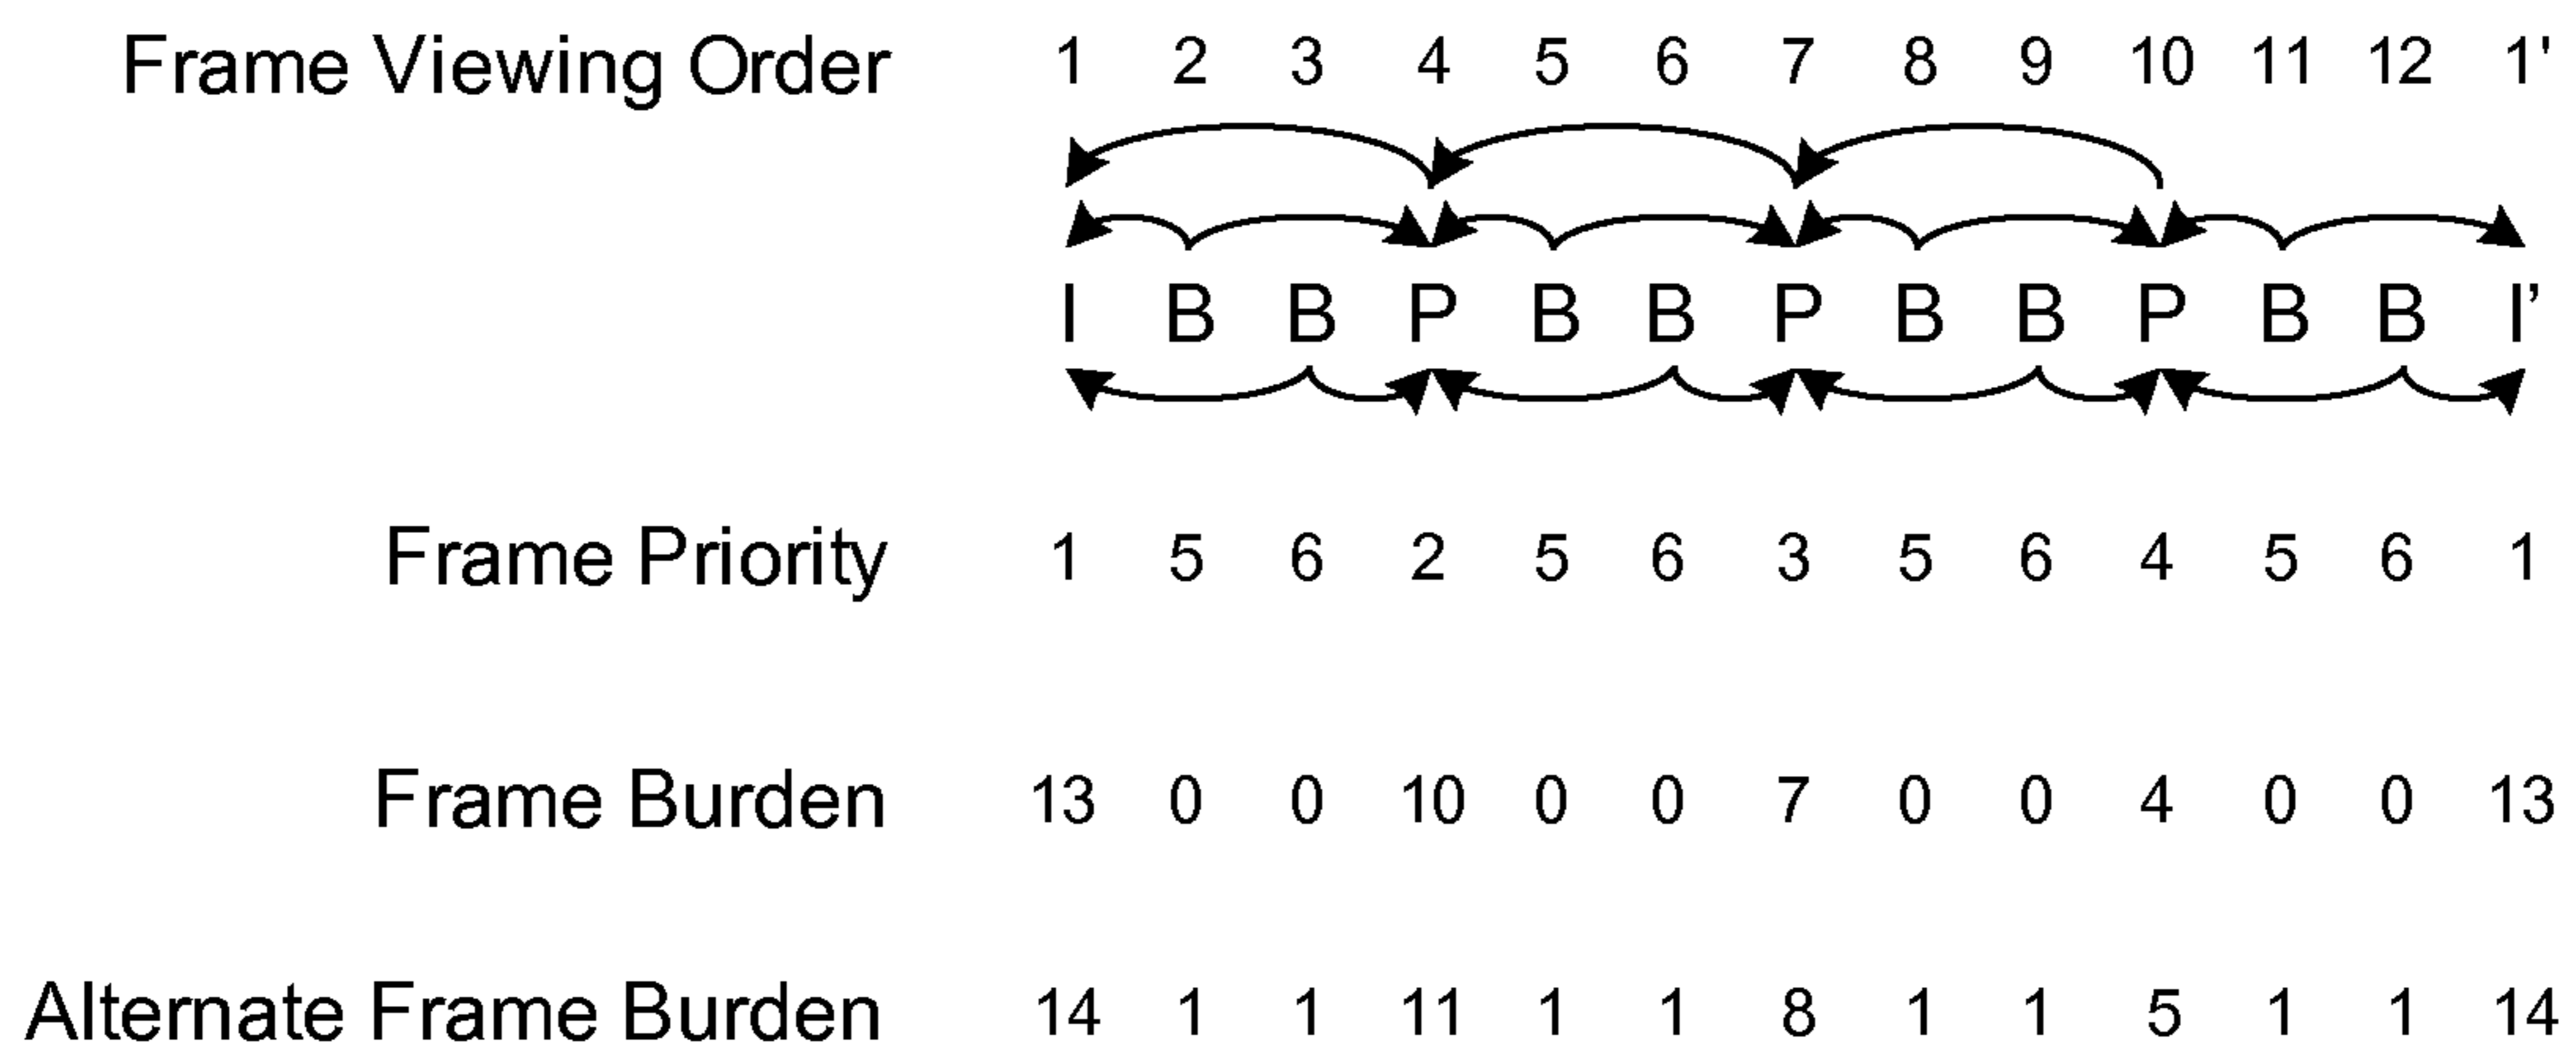 Frame Viewing Order 1 2 3 4 5 6 7 8 9 10 11 12 1'
I B B P B B P B B P B B I’
Frame Priority 1 5 6 2 5 6 3 5 6 4 5 6 1
Frame Burden 13 0 0 10 0 0 7 0 0 4 0 0 13
Alternate Frame Burden 14 1 1 11 1 1 8 1 1 5 1 1 14